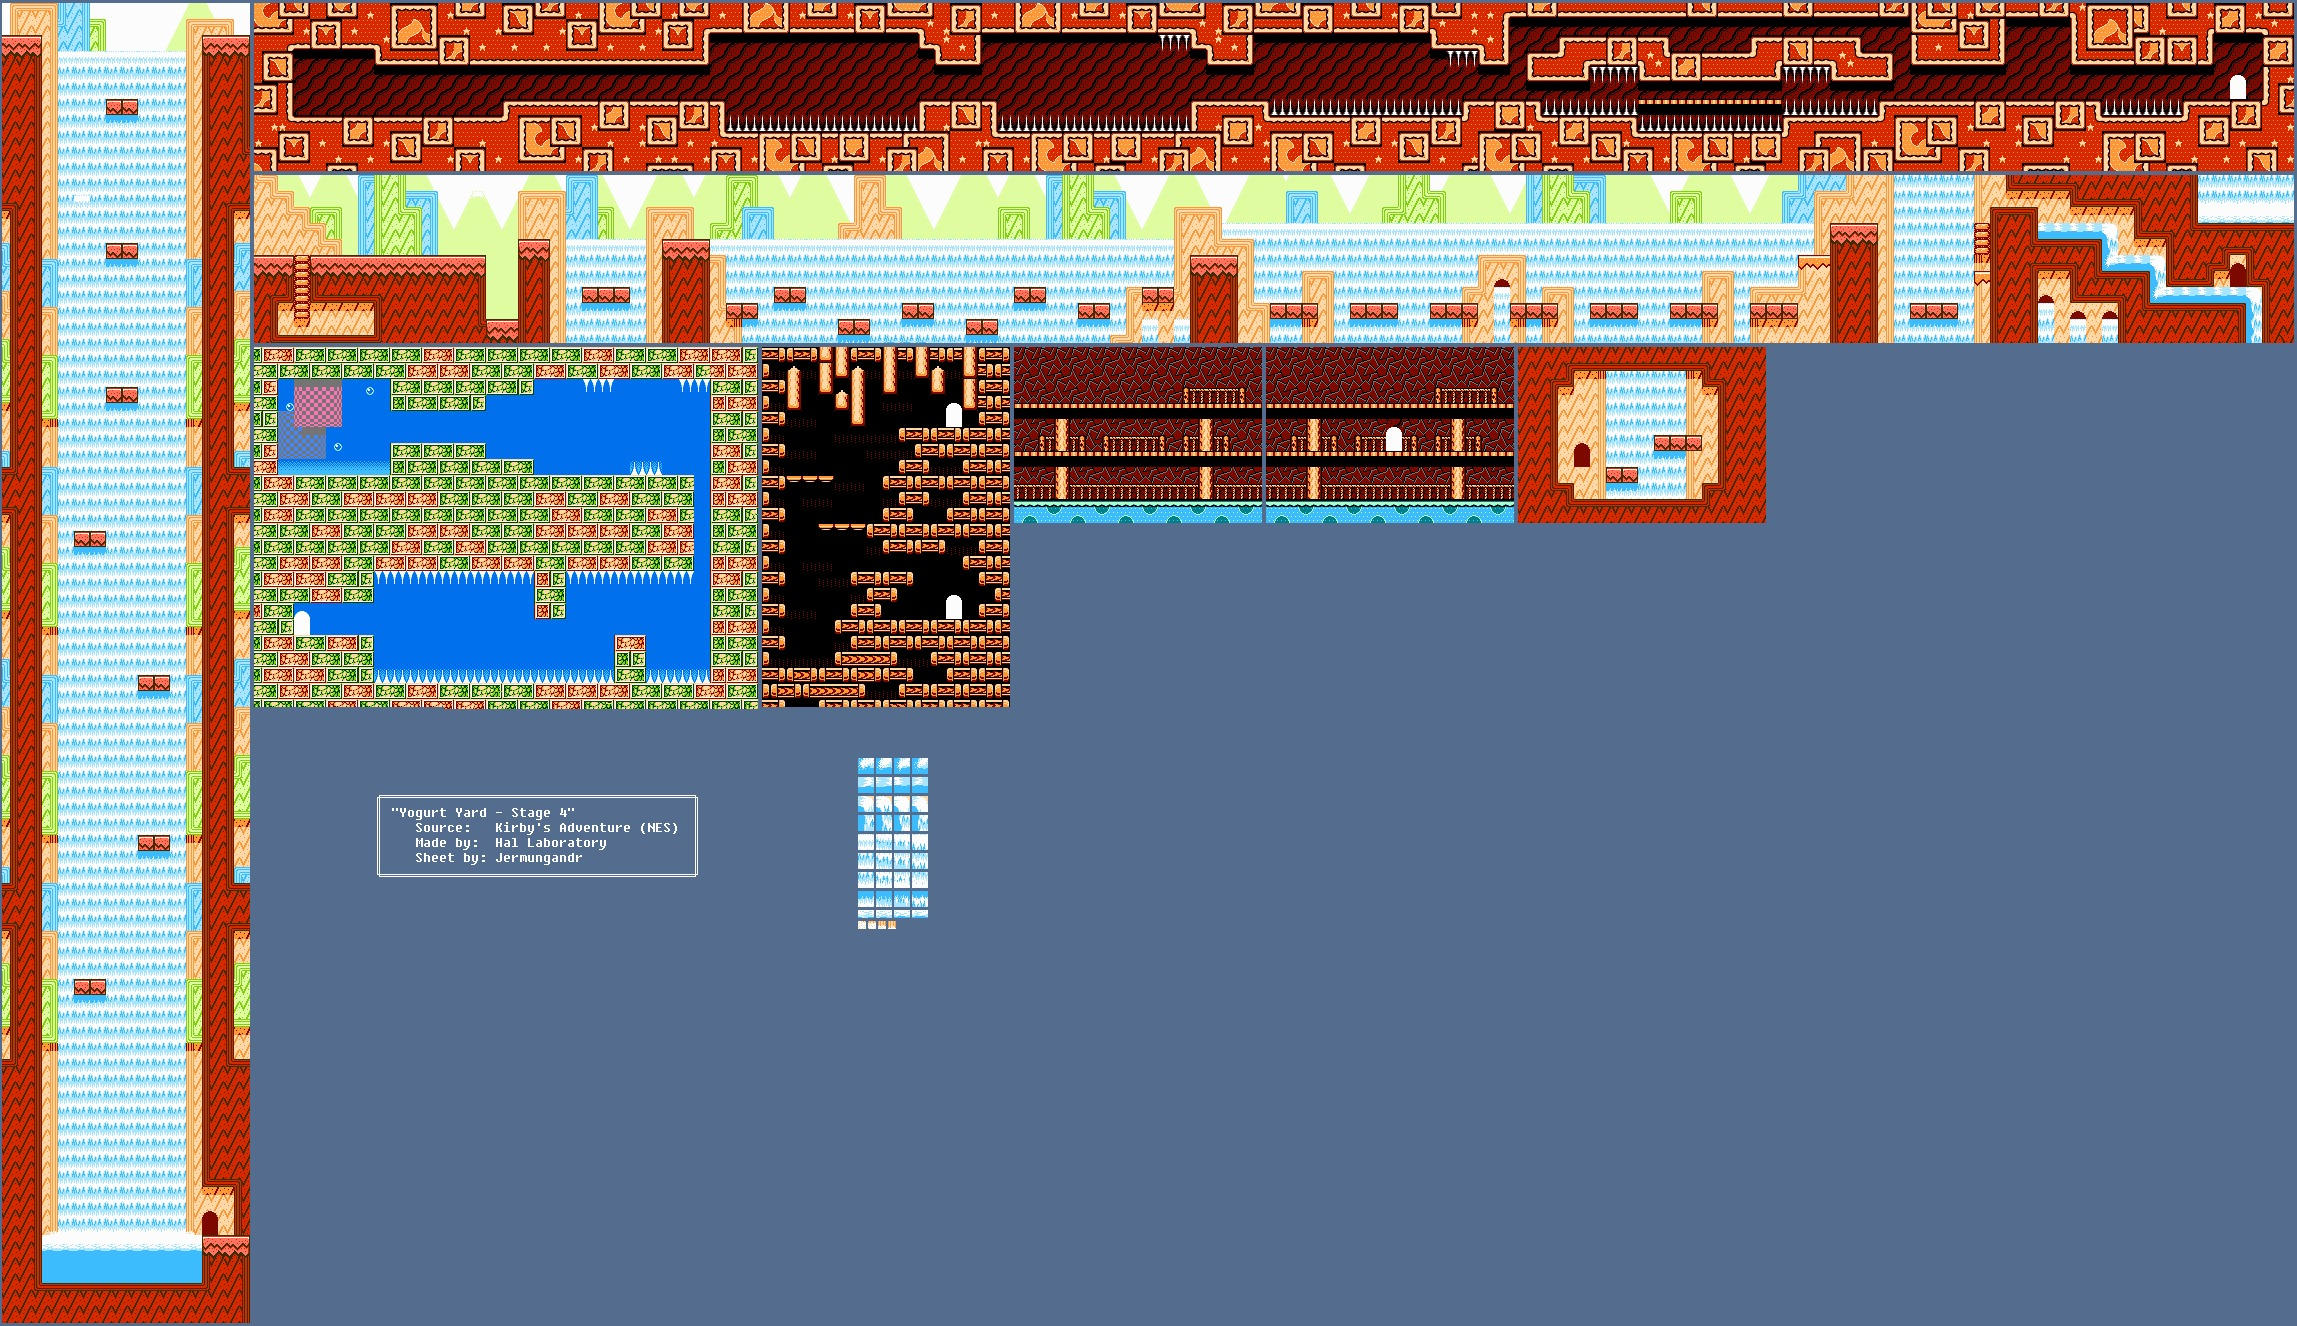 "Yogurt Yard - Stage 4"
Source: Kirby's Adventure (NES)
Made by: Hal Laboratory
Sheet by: Jermungandr